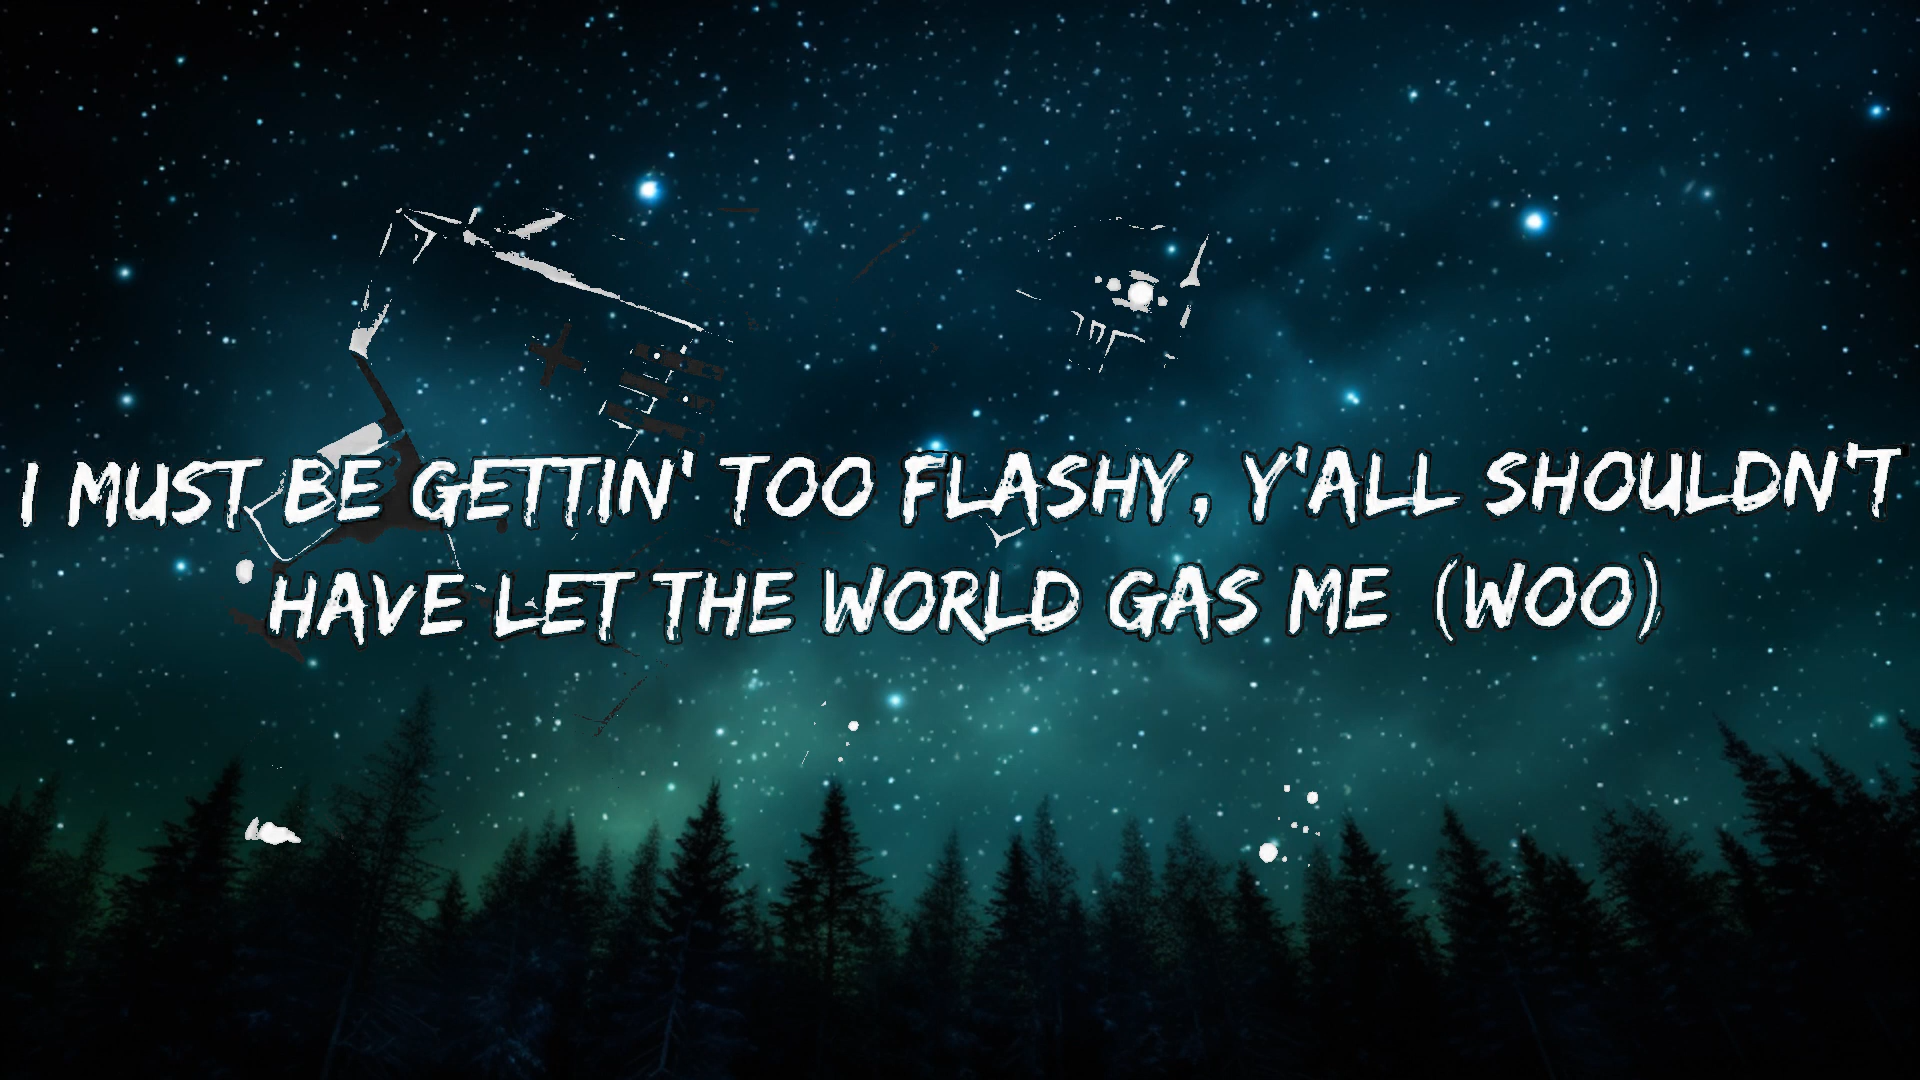 I MUST BE GETTIN' TOO FLASHY, Y'ALL SHOULDN'T
HAVE LET THE WORLD GAS ME (WOO)